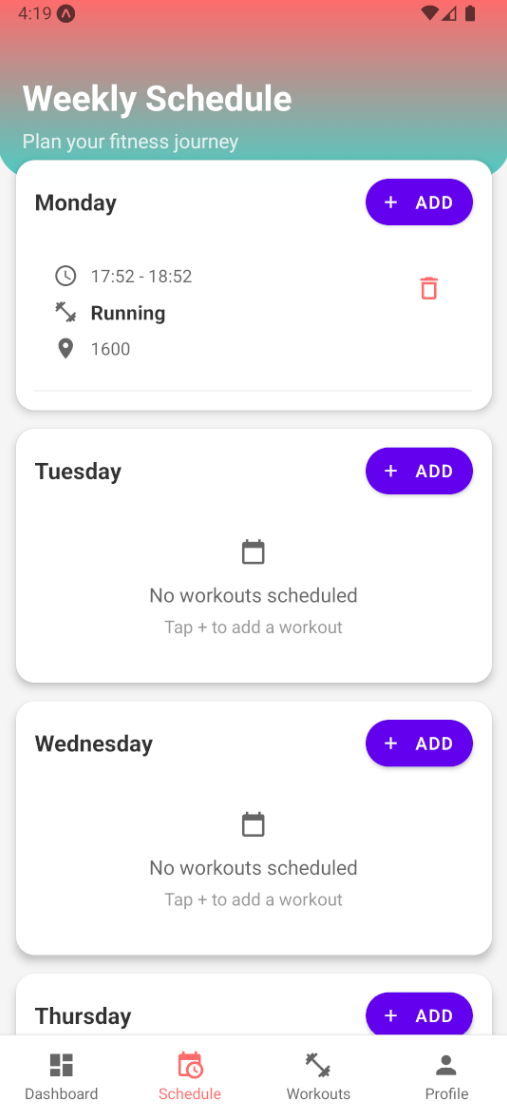 4:19
Weekly Schedule
Plan your fitness journey
Monday
+ ADD
17:52 - 18:52
Running
1600
Tuesday
+ ADD
No workouts scheduled
Tap + to add a workout
Wednesday
+ ADD
No workouts scheduled
Tap + to add a workout
Thursday
+ ADD
Dashboard
Schedule
Workouts
Profile